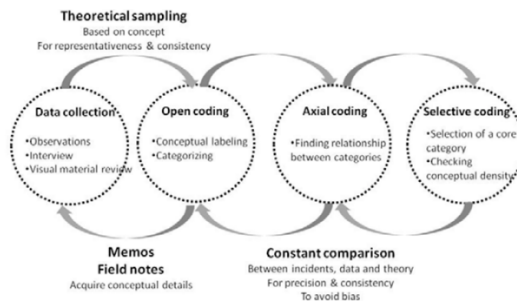 Theoretical sampling
Based on concept
For representativeness & consistency
Data collection
•Observations
•Interview
•Visual material review
Open coding
•Conceptual labeling
•Categorizing
Axial coding
•Finding relationship
between categories
Selective coding
•Selection of a core
category
•Checking
conceptual density
Memos
Field notes
Acquire conceptual details
Constant comparison
Between incidents, data and theory
For precision & consistency
To avoid bias